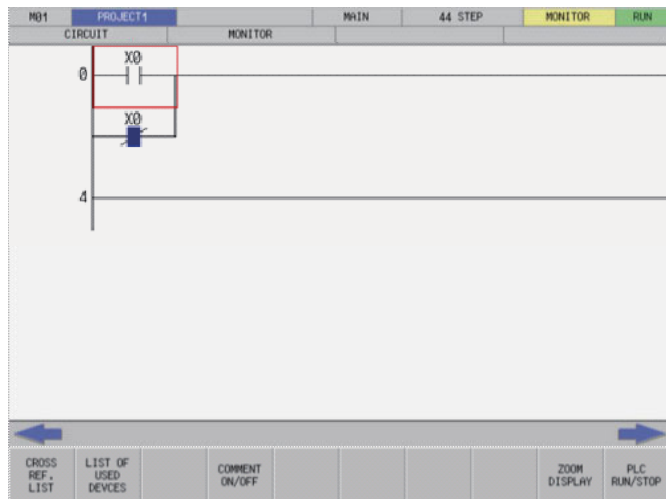 M01 PROJECT1 MAIN 44 STEP MONITOR RUN
CIRCUIT MONITOR
X0
0
X0
4
CROSS REF. LIST
LIST OF USED DEVCES
COMMENT ON/OFF
ZOOM DISPLAY
PLC RUN/STOP